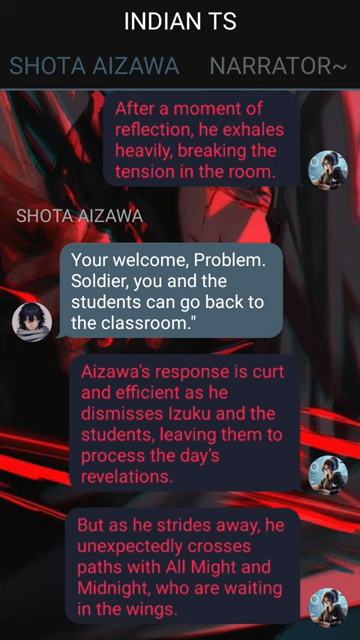 INDIAN TS
SHOTA AIZAWA NARRATOR~
After a moment of
reflection, he exhales
heavily, breaking the
tension in the room.
SHOTA AIZAWA
Your welcome, Problem.
Soldier, you and the
students can go back to
the classroom."
Aizawa's response is curt
and efficient as he
dismisses Izuku and the
students, leaving them to
process the day's
revelations.
But as he strides away, he
unexpectedly crosses
paths with All Might and
Midnight, who are waiting
in the wings.